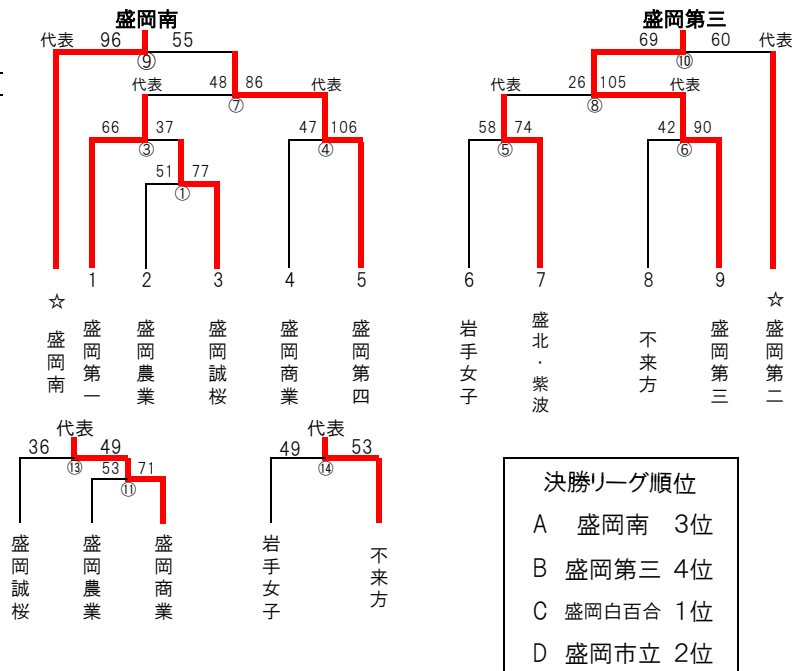 盛岡南
盛岡第三
代表 96 55
69 60 代表
⑨
⑩
代表 48 86 代表
代表 26 105 代表
⑦
⑧
66 37
47 106
58 74
42 90
③
④
⑤
⑥
51 77
①
1 2 3 4 5
6 7 8 9
☆盛岡南
盛岡第一
盛岡農業
盛岡誠桜
盛岡商業
盛岡第四
岩手女子
盛北・紫波
不来方
盛岡第三
☆盛岡第二
代表
代表
36 49
49 53
⑬
⑭
53 71
⑪
盛岡誠桜
盛岡農業
盛岡商業
岩手女子
不来方
決勝リーグ順位
A 盛岡南 3位
B 盛岡第三 4位
C 盛岡白百合 1位
D 盛岡市立 2位